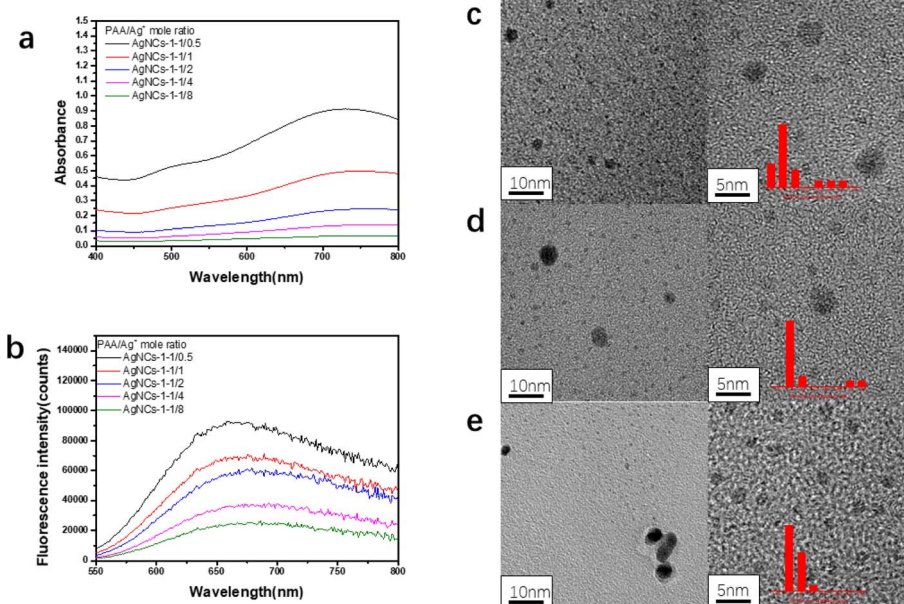 a
PAA/Ag+ mole ratio
AgNCs-1-1/0.5
AgNCs-1-1/1
AgNCs-1-1/2
AgNCs-1-1/4
AgNCs-1-1/8
Absorbance
1.5
1.4
1.3
1.2
1.1
1.0
0.9
0.8
0.7
0.6
0.5
0.4
0.3
0.2
0.1
0.0
400
500
600
700
800
Wavelength(nm)
b
PAA/Ag+ mole ratio
AgNCs-1-1/0.5
AgNCs-1-1/1
AgNCs-1-1/2
AgNCs-1-1/4
AgNCs-1-1/8
Fluorescence intensity(counts)
140000
120000
100000
80000
60000
40000
20000
0
550
600
650
700
750
800
Wavelength(nm)
c
10nm
5nm
d
10nm
5nm
e
10nm
5nm